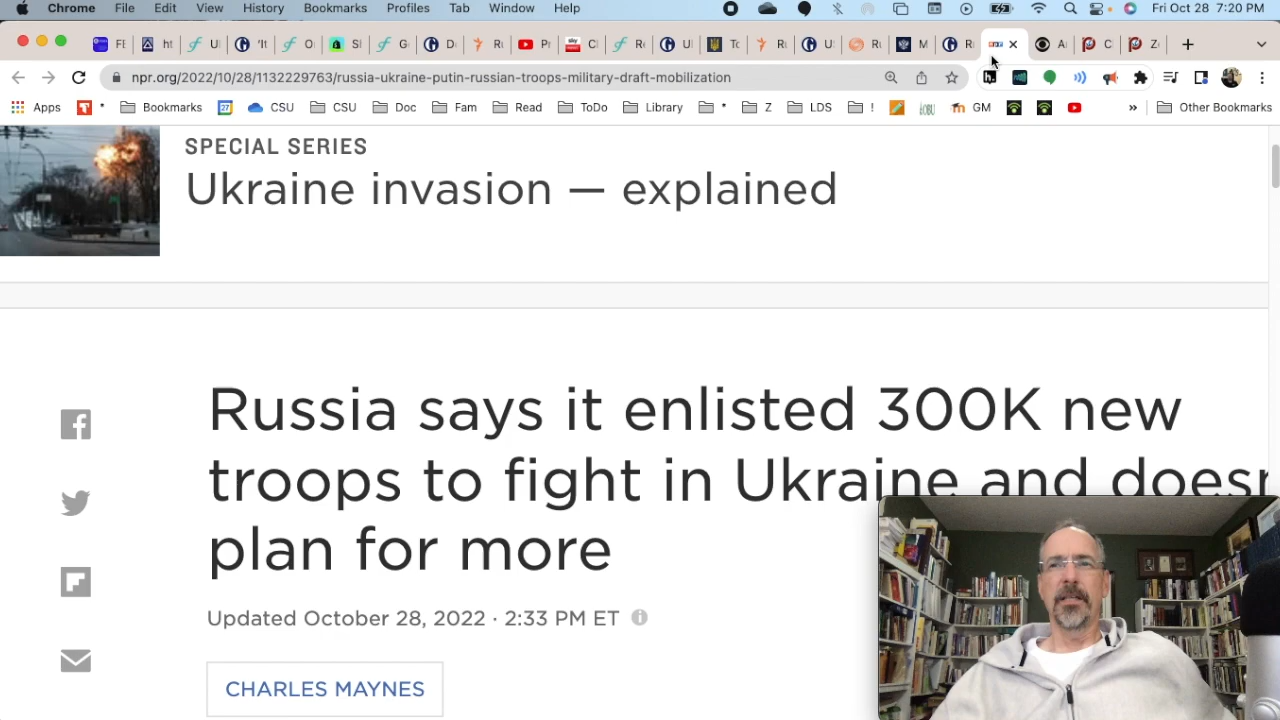 Chrome File Edit View History Bookmarks Profiles Tab Window Help Fri Oct 28 7:20 PM
npr.org/2022/10/28/1132229763/russia-ukraine-putin-russian-troops-military-draft-mobilization
Apps * Bookmarks 27 CSU CSU Doc Fam Read ToDo Library * Z LDS ! GM » Other Bookmarks
SPECIAL SERIES
Ukraine invasion — explained
Russia says it enlisted 300K new
troops to fight in Ukraine and doesn
plan for more
Updated October 28, 2022 · 2:33 PM ET
CHARLES MAYNES